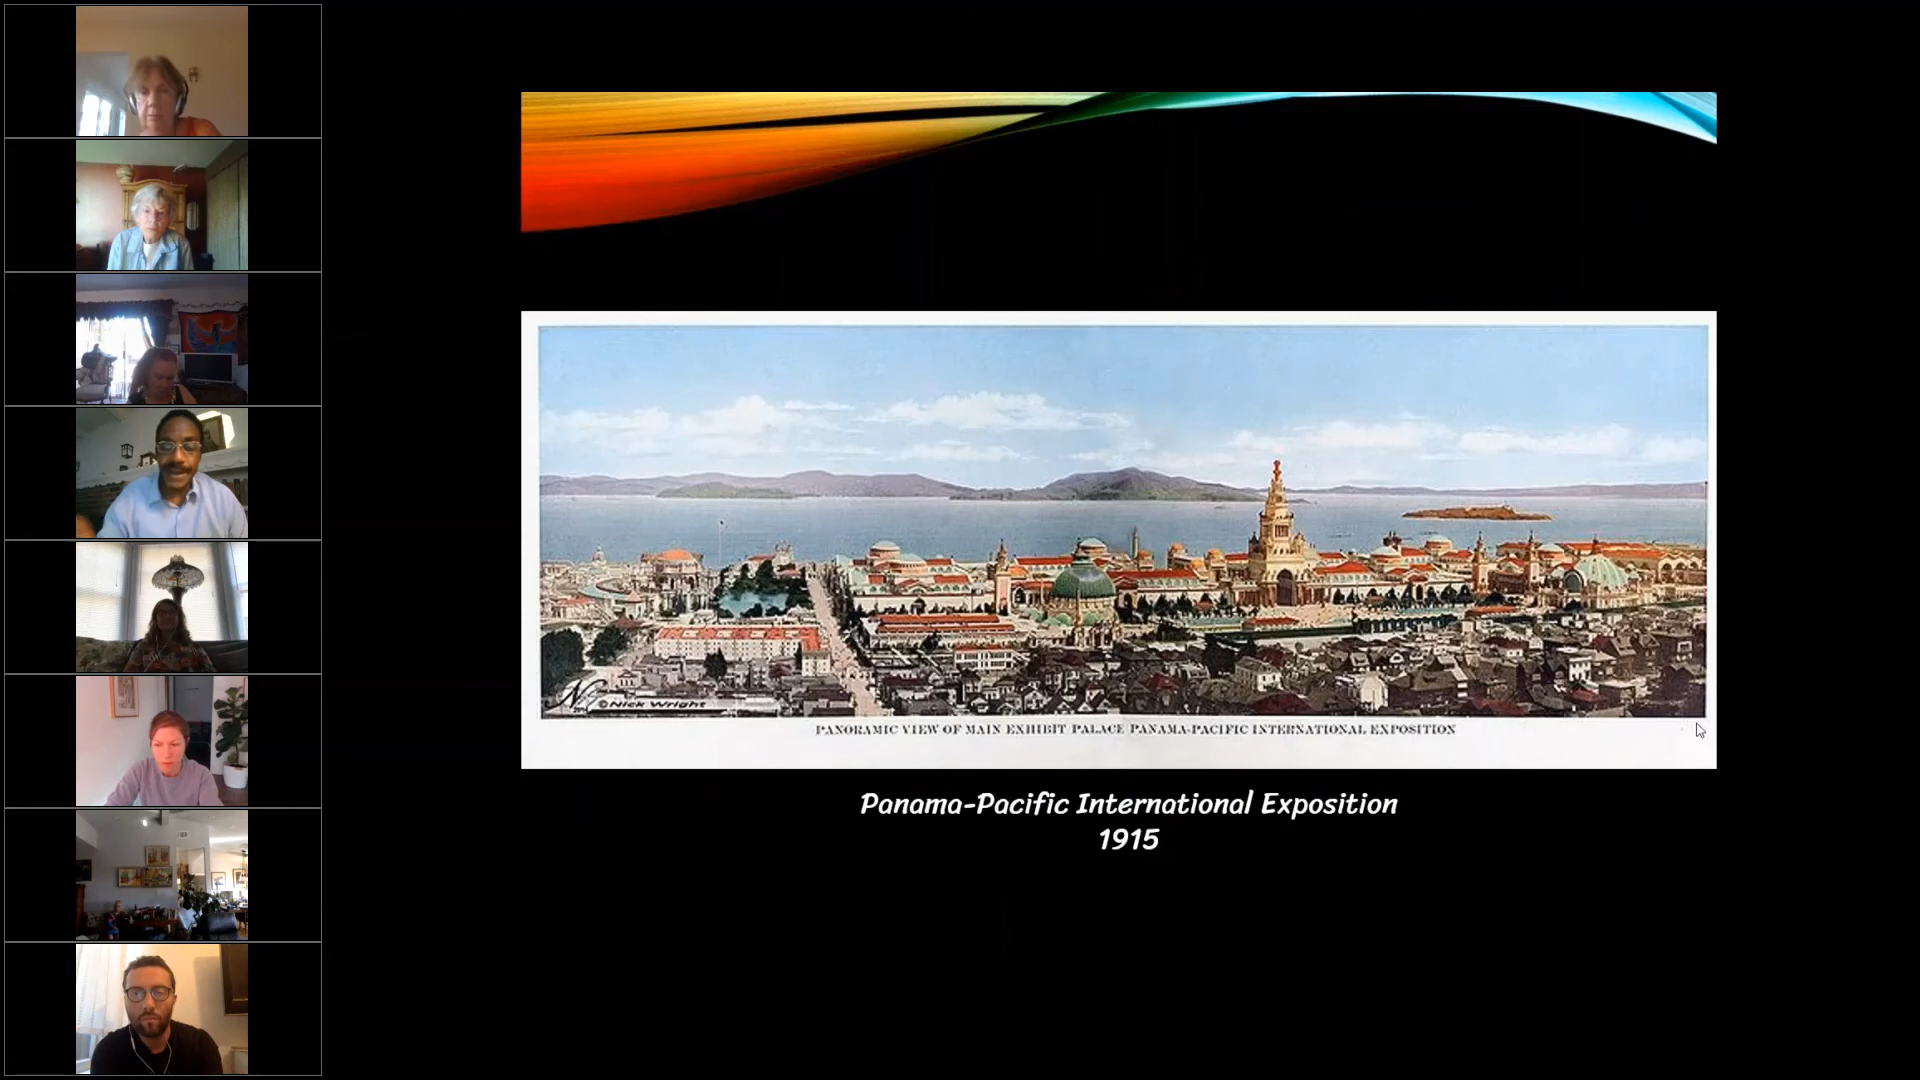 ©Nick Wright
PANORAMIC VIEW OF MAIN EXHIBIT PALACE PANAMA-PACIFIC INTERNATIONAL EXPOSITION
Panama-Pacific International Exposition
1915